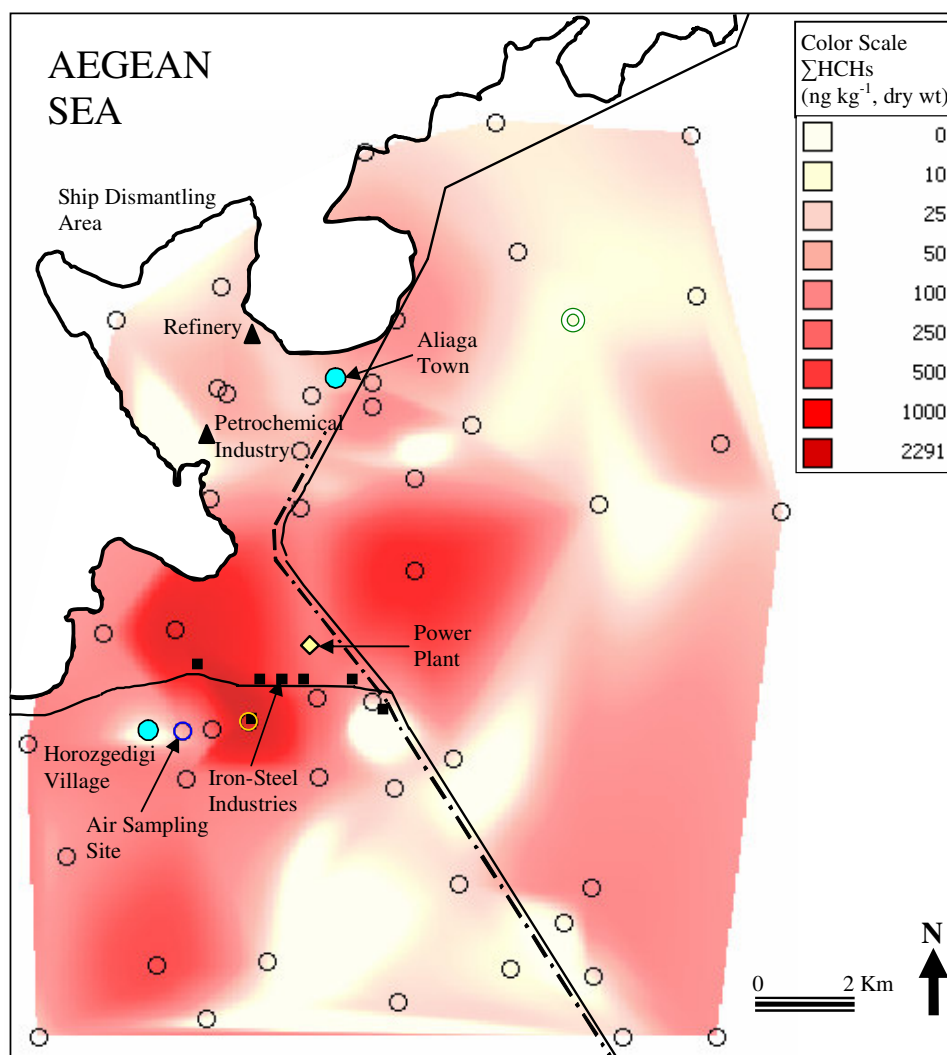 AEGEAN
SEA
Color Scale
∑HCHs
(ng kg⁻¹, dry wt)
0
10
25
50
100
250
500
1000
2291
Ship Dismantling
Area
Refinery
Aliaga
Town
Petrochemical
Industry
Power
Plant
Horozgedigi
Village
Iron-Steel
Industries
Air Sampling
Site
N
0 2 Km